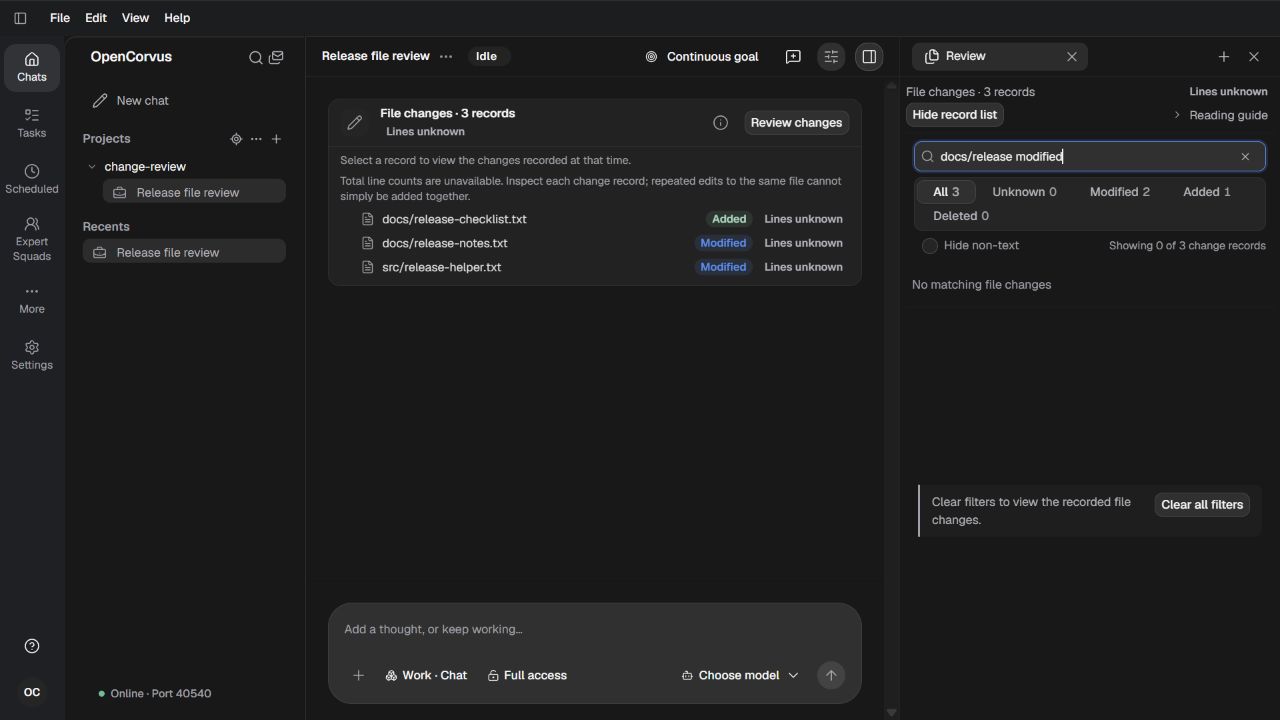 File Edit View Help
Chats
Tasks
Scheduled
Expert
Squads
More
Settings
OC
OpenCorvus
New chat
Projects
change-review
Release file review
Recents
Release file review
Online · Port 40540
Release file review ··· Idle
Continuous goal
File changes · 3 records
Lines unknown
Review changes
Select a record to view the changes recorded at that time.
Total line counts are unavailable. Inspect each change record; repeated edits to the same file cannot
simply be added together.
docs/release-checklist.txt Added Lines unknown
docs/release-notes.txt Modified Lines unknown
src/release-helper.txt Modified Lines unknown
Add a thought, or keep working...
Work · Chat Full access Choose model
Review
File changes · 3 records Lines unknown
Hide record list Reading guide
docs/release modified
All 3 Unknown 0 Modified 2 Added 1
Deleted 0
Hide non-text Showing 0 of 3 change records
No matching file changes
Clear filters to view the recorded file
changes.
Clear all filters